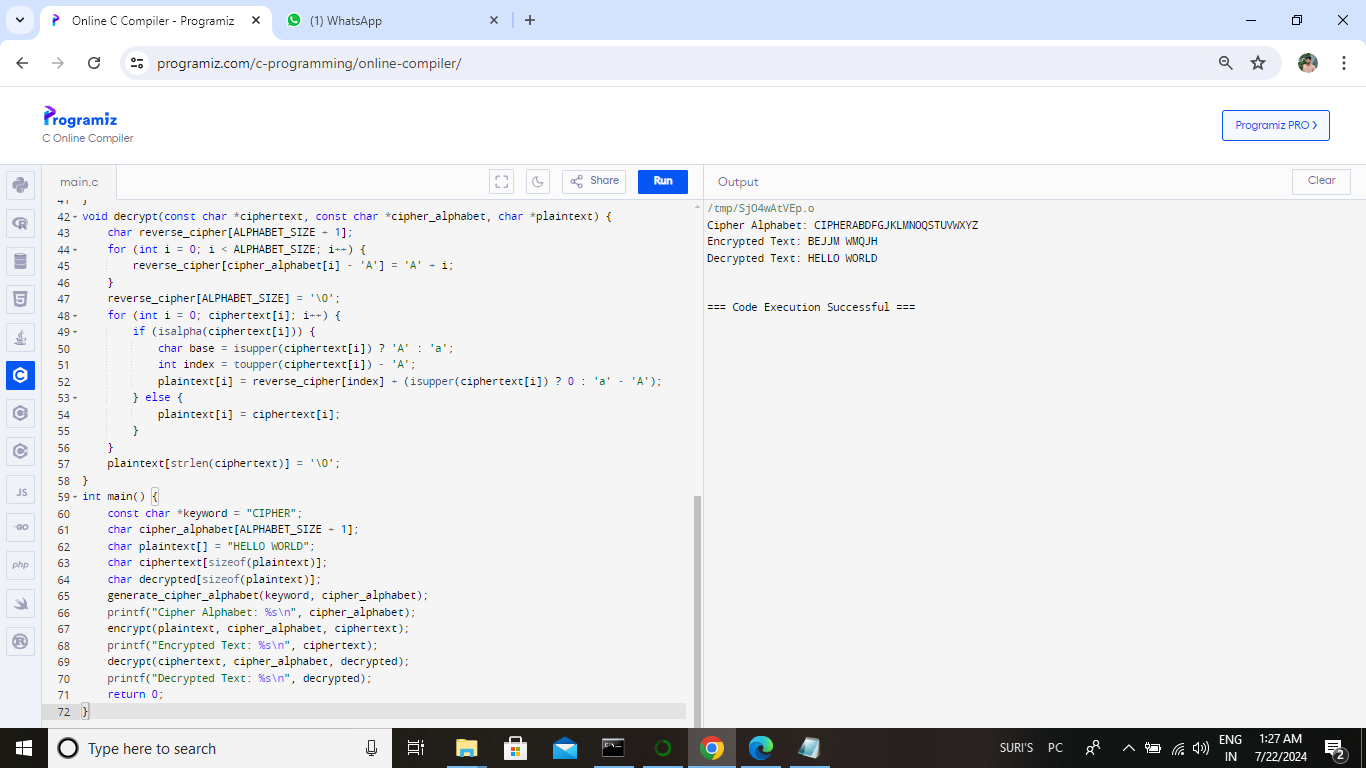 Online C Compiler - Programiz
(1) WhatsApp
programiz.com/c-programming/online-compiler/
Programiz
C Online Compiler
Programiz PRO
main.c
Share
Run
Output
Clear
41 }
42 void decrypt(const char *ciphertext, const char *cipher_alphabet, char *plaintext) {
43 char reverse_cipher[ALPHABET_SIZE + 1];
44 for (int i = 0; i < ALPHABET_SIZE; i++) {
45 reverse_cipher[cipher_alphabet[i] - 'A'] = 'A' + i;
46 }
47 reverse_cipher[ALPHABET_SIZE] = '\0';
48 for (int i = 0; ciphertext[i]; i++) {
49 if (isalpha(ciphertext[i])) {
50 char base = isupper(ciphertext[i]) ? 'A' : 'a';
51 int index = toupper(ciphertext[i]) - 'A';
52 plaintext[i] = reverse_cipher[index] + (isupper(ciphertext[i]) ? 0 : 'a' - 'A');
53 } else {
54 plaintext[i] = ciphertext[i];
55 }
56 }
57 plaintext[strlen(ciphertext)] = '\0';
58 }
59 int main() {
60 const char *keyword = "CIPHER";
61 char cipher_alphabet[ALPHABET_SIZE + 1];
62 char plaintext[] = "HELLO WORLD";
63 char ciphertext[sizeof(plaintext)];
64 char decrypted[sizeof(plaintext)];
65 generate_cipher_alphabet(keyword, cipher_alphabet);
66 printf("Cipher Alphabet: %s\n", cipher_alphabet);
67 encrypt(plaintext, cipher_alphabet, ciphertext);
68 printf("Encrypted Text: %s\n", ciphertext);
69 decrypt(ciphertext, cipher_alphabet, decrypted);
70 printf("Decrypted Text: %s\n", decrypted);
71 return 0;
72 }
/tmp/SjO4wAtVEp.o
Cipher Alphabet: CIPHERABDFGJKLMNOQSTUVWXYZ
Encrypted Text: BEJJM WMQJH
Decrypted Text: HELLO WORLD
=== Code Execution Successful ===
JS
GO
php
Type here to search
SURI'S PC
ENG
IN
1:27 AM
7/22/2024
2